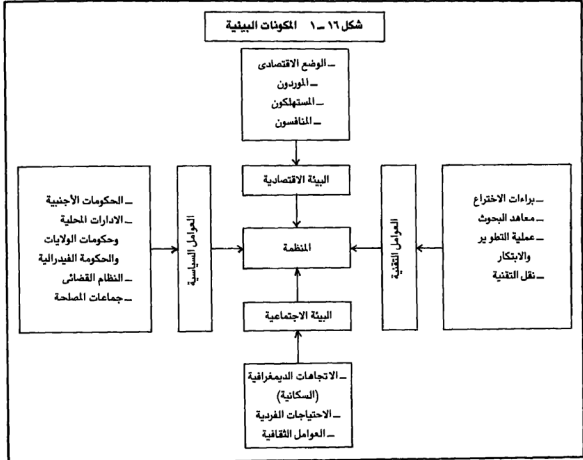 شكل ١٦ ـ ١ المكونات البيئية
ـ الوضع الاقتصادى
ـ الموردون
ـ المستهلكون
ـ المنافسون
البيئة الاقتصادية
ـ براءات الاختراع
ـ معاهد البحوث
ـ عملية التطوير
والابتكار
ـ نقل التقنية
العوامل التقنية
المنظمة
العوامل السياسية
ـ الحكومات الأجنبية
ـ الادارات المحلية
وحكومات الولايات
والحكومة الفيدرالية
ـ النظام القضائى
ـ جماعات المصلحة
البيئة الاجتماعية
ـ الاتجاهات الديمغرافية
(السكانية)
ـ الاحتياجات الفردية
ـ العوامل الثقافية